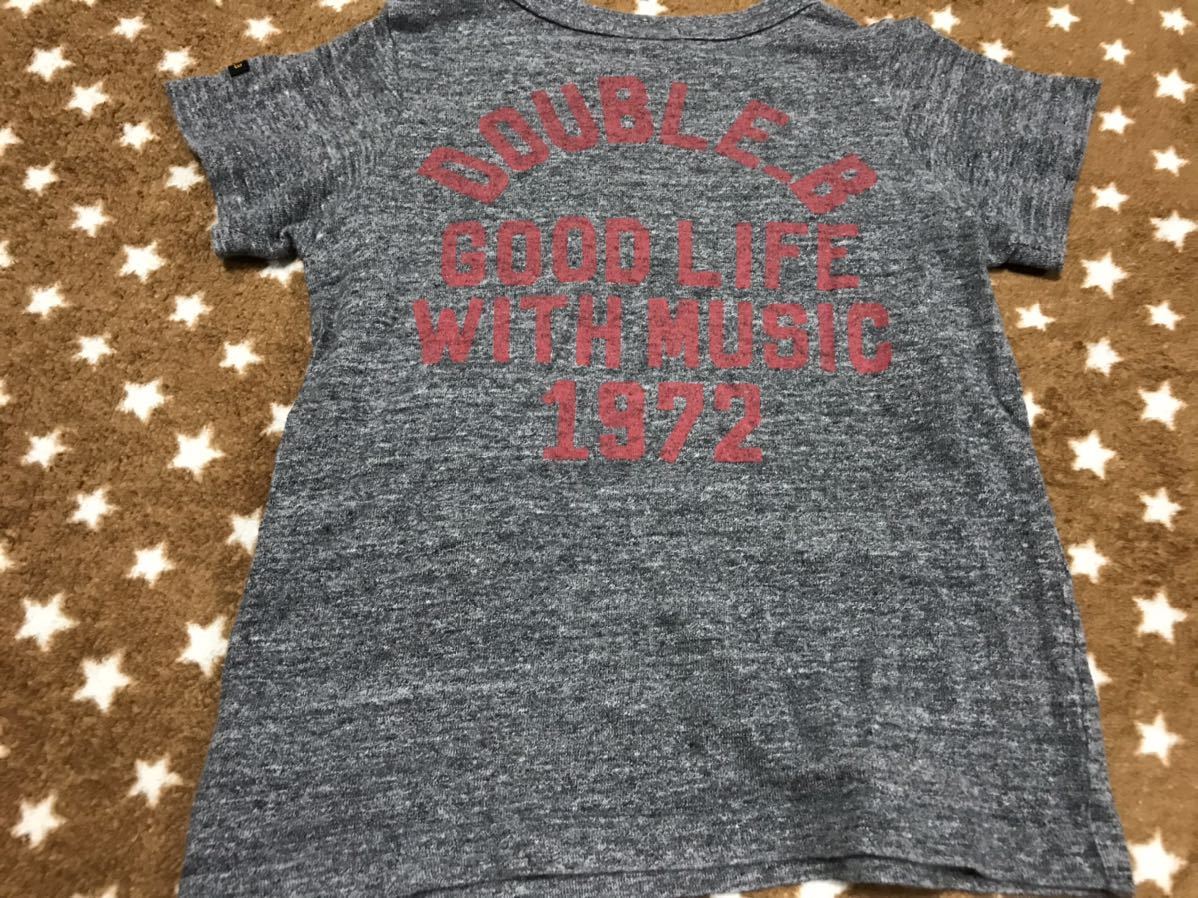 DOUBLE_B
GOOD LIFE
WITH MUSIC
1972